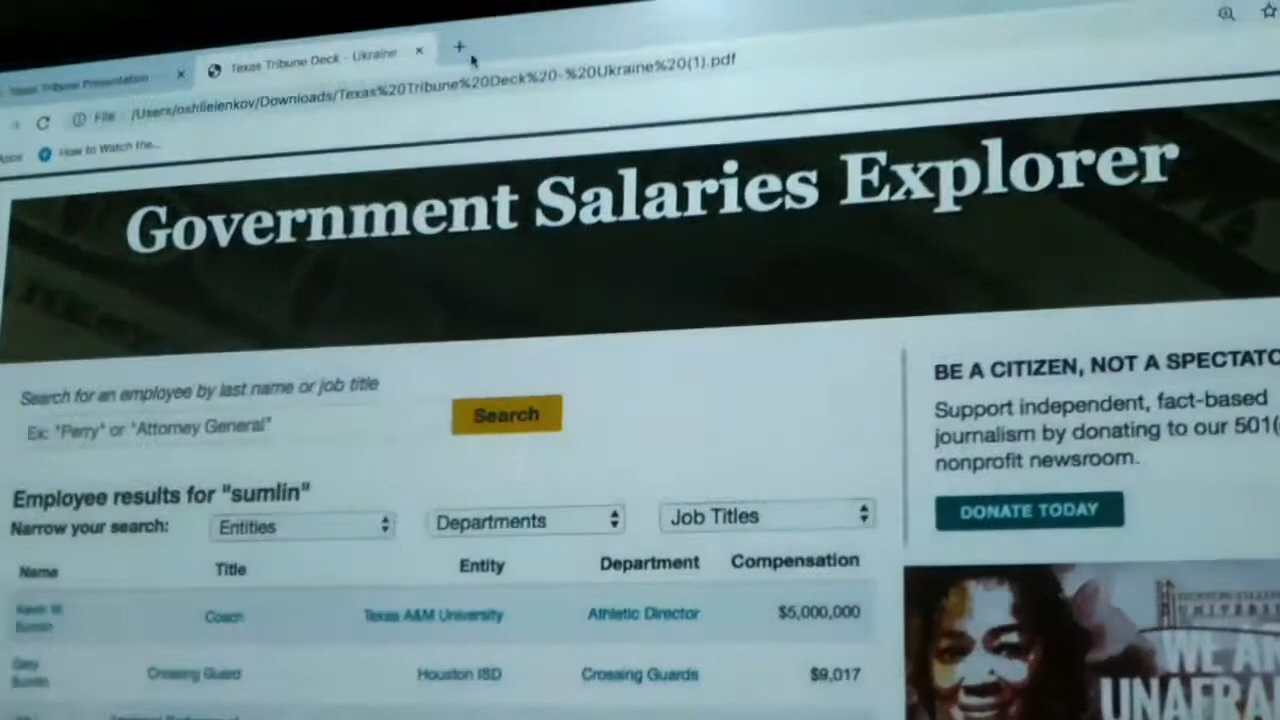 Texas Tribune Presentation
Texas Tribune Deck - Ukraine
File /Users/oshlieienkov/Downloads/Texas%20Tribune%20Deck%20-%20Ukraine%20(1).pdf
Apps How to Watch the...
Government Salaries Explorer
Search for an employee by last name or job title
Ex: "Perry" or "Attorney General"
Search
Employee results for "sumlin"
Narrow your search: Entities Departments Job Titles
Name Title Entity Department Compensation
Kevin Sumlin Coach Texas A&M University Athletic Director $5,000,000
Gary Sumlin Crossing Guard Houston ISD Crossing Guards $9,017
BE A CITIZEN, NOT A SPECTATO
Support independent, fact-based
journalism by donating to our 501(
nonprofit newsroom.
DONATE TODAY
UNIVERSITY
WE AR
UNAFRA